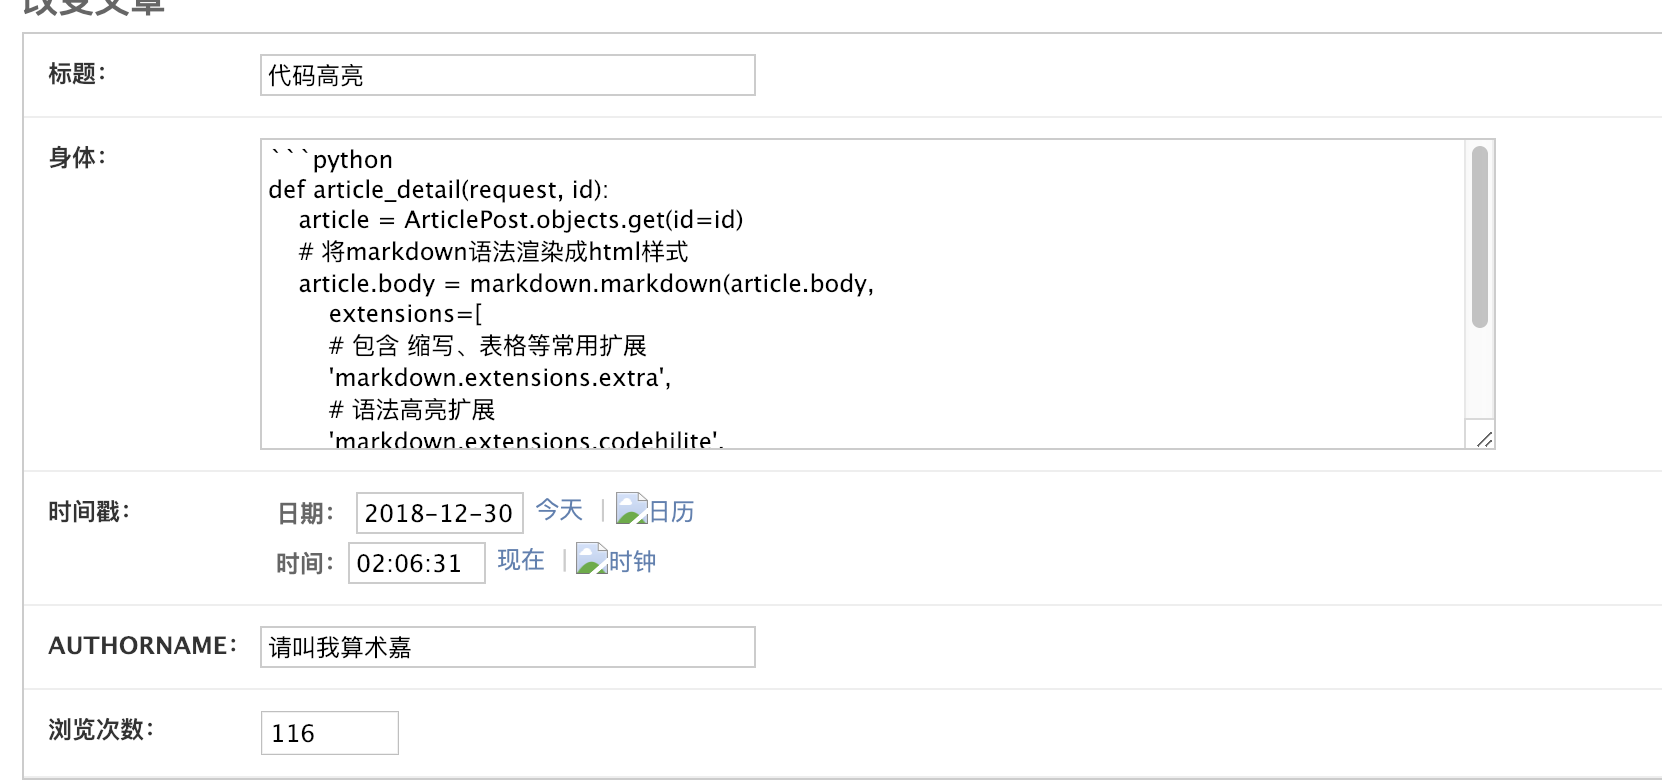 改变文章
标题：
代码高亮
身体：
```python
def article_detail(request, id):
    article = ArticlePost.objects.get(id=id)
    # 将markdown语法渲染成html样式
    article.body = markdown.markdown(article.body,
        extensions=[
        # 包含 缩写、表格等常用扩展
        'markdown.extensions.extra',
        # 语法高亮扩展
        'markdown.extensions.codehilite',
时间戳：
日期： 2018-12-30 今天 | 日历
时间： 02:06:31 现在 | 时钟
AUTHORNAME： 请叫我算术嘉
浏览次数： 116